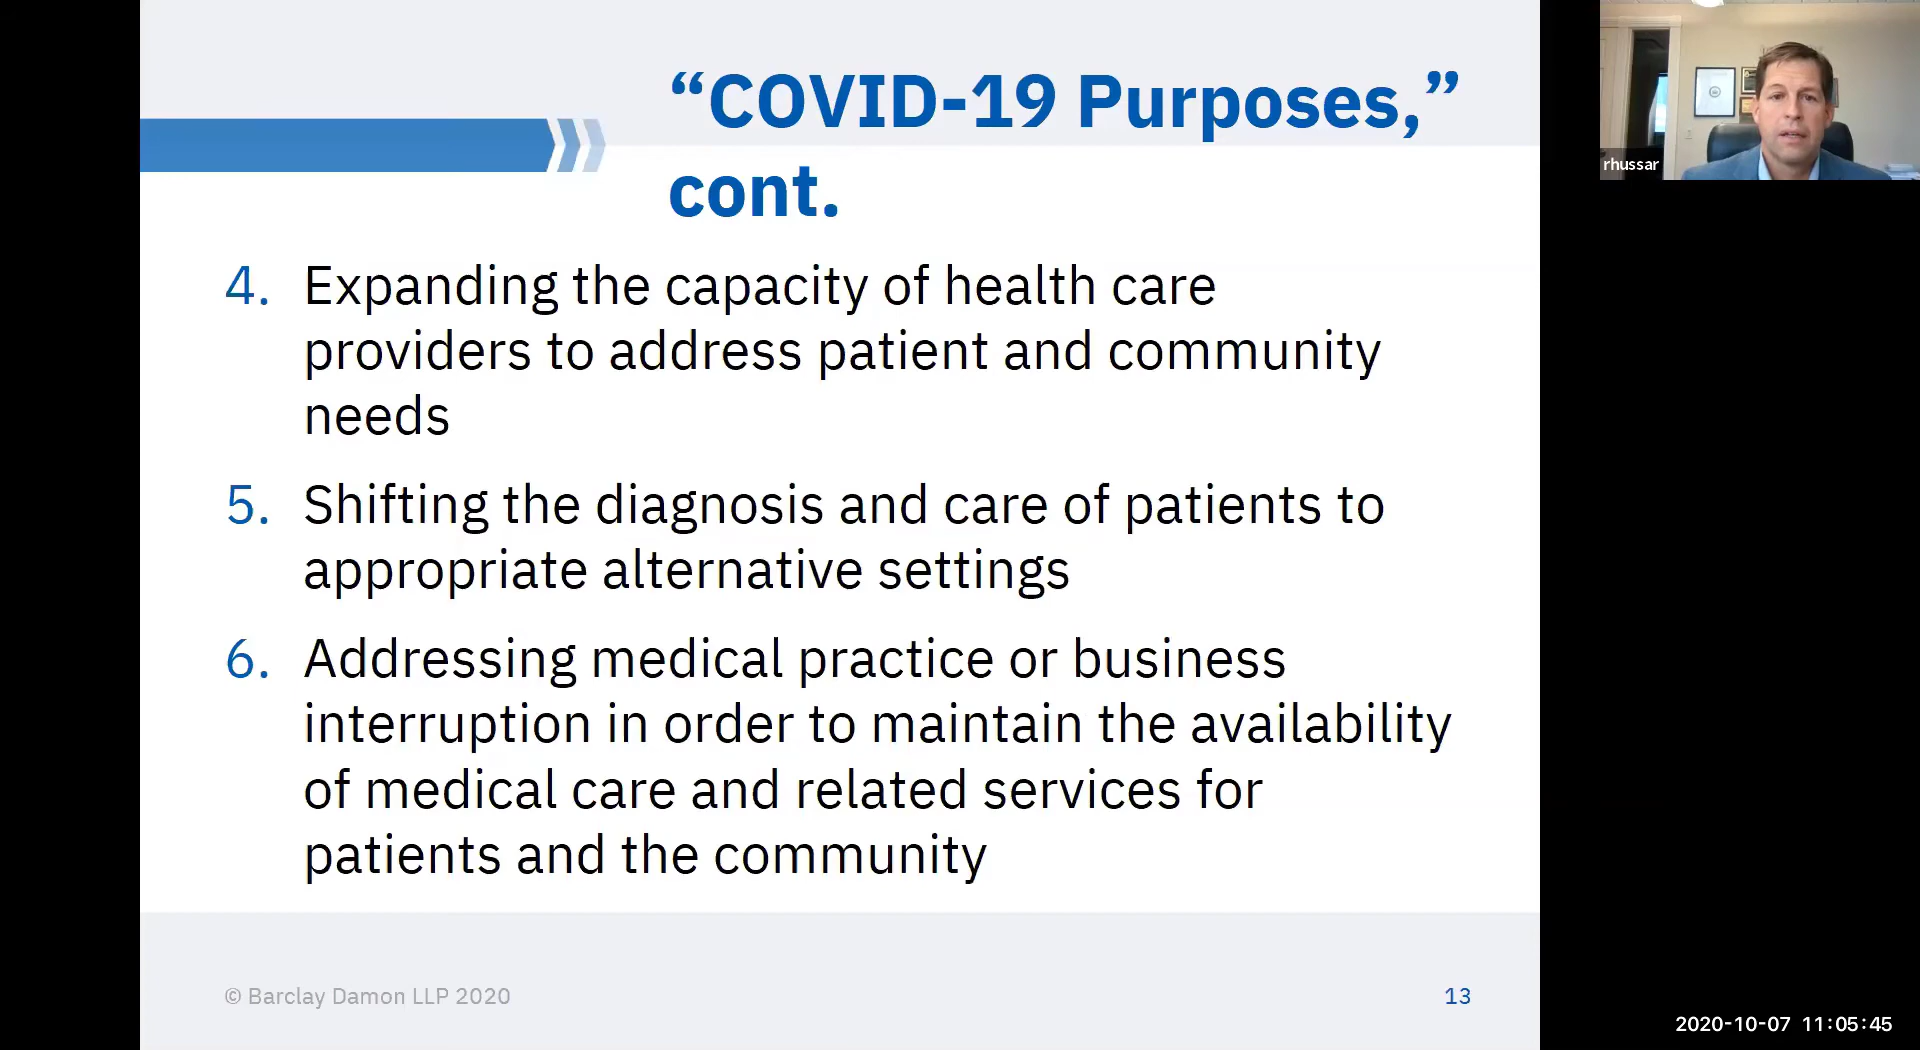 “COVID-19 Purposes,”
cont.
4. Expanding the capacity of health care
providers to address patient and community
needs
5. Shifting the diagnosis and care of patients to
appropriate alternative settings
6. Addressing medical practice or business
interruption in order to maintain the availability
of medical care and related services for
patients and the community
© Barclay Damon LLP 2020
13
rhussar
2020-10-07 11:05:45